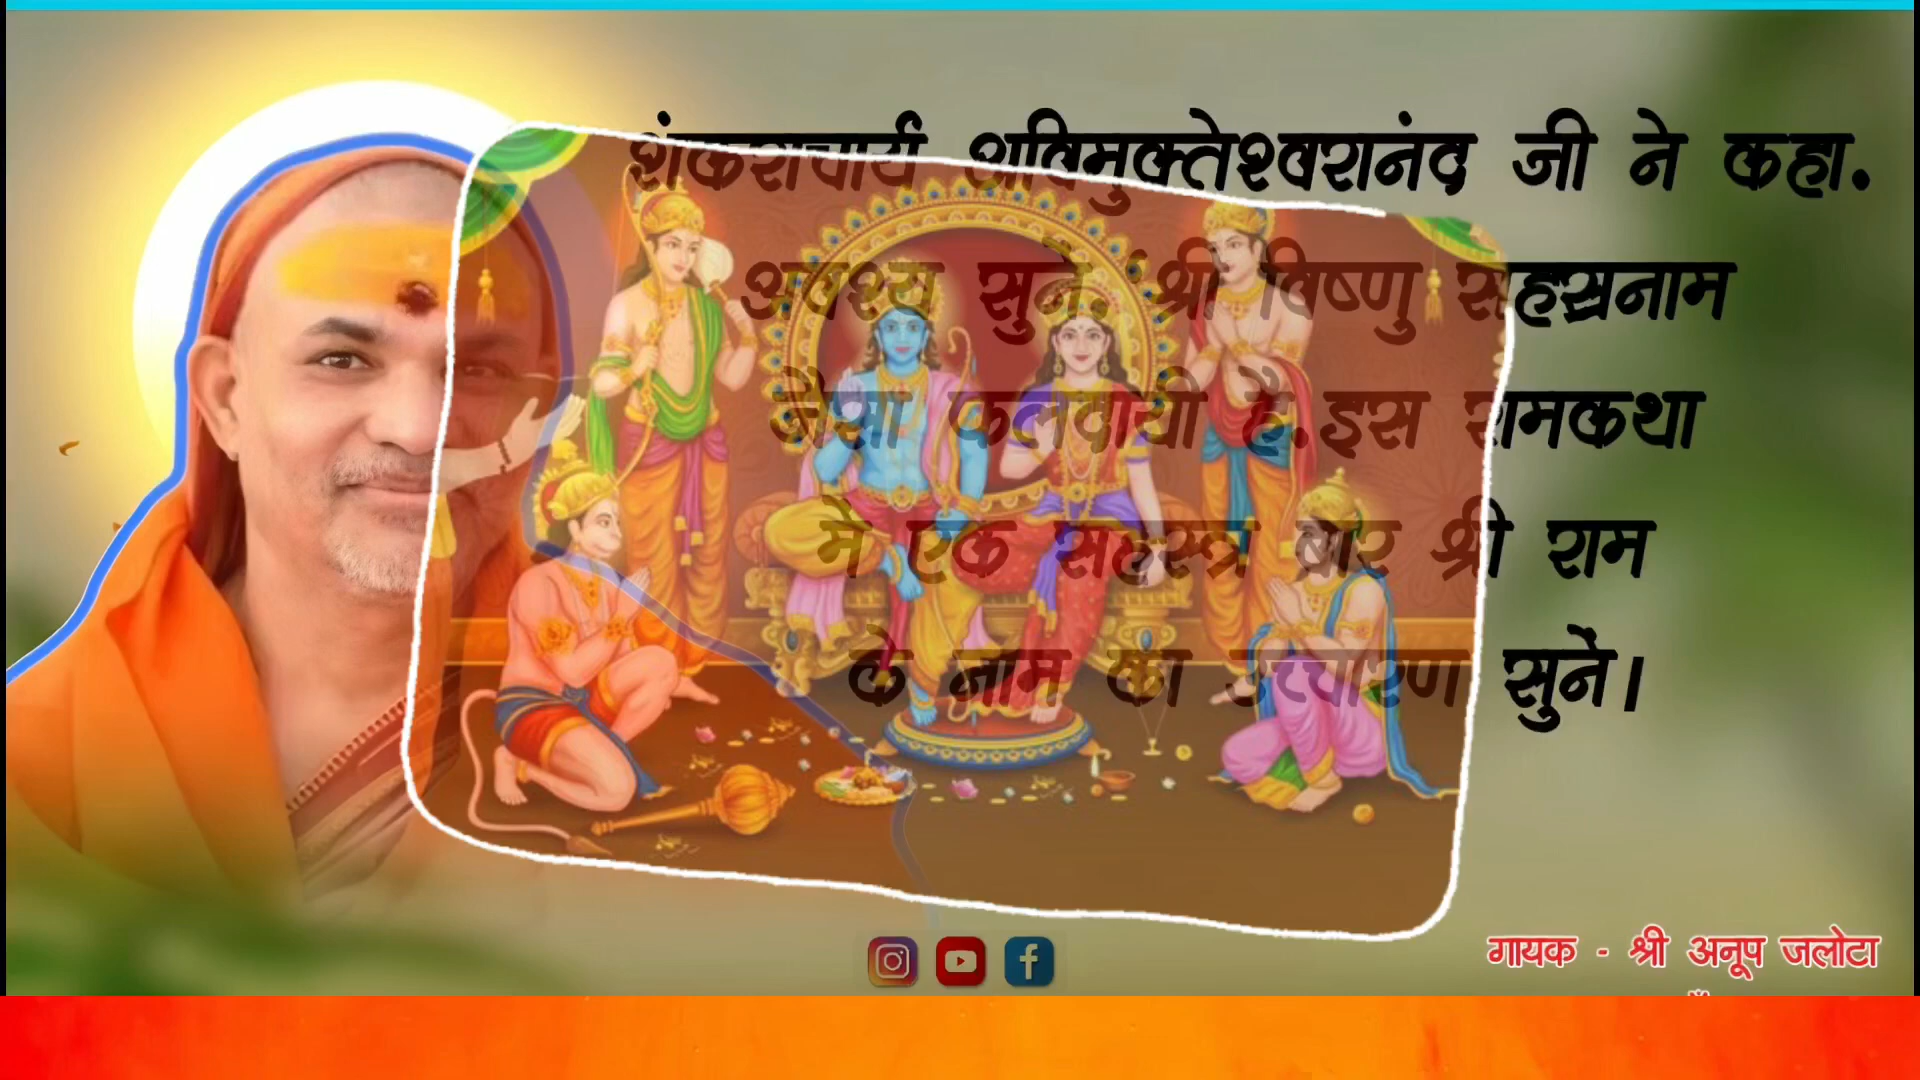 शंकराचार्य अविमुक्तेश्वरानंद जी ने कहा.
अवश्य सुनें. श्री विष्णु सहस्रनाम
जैसा फलदायी है.इस रामकथा
में एक सहस्त्र बार श्री राम
के नाम का उच्चारण सुनें।
गायक - श्री अनूप जलोटा